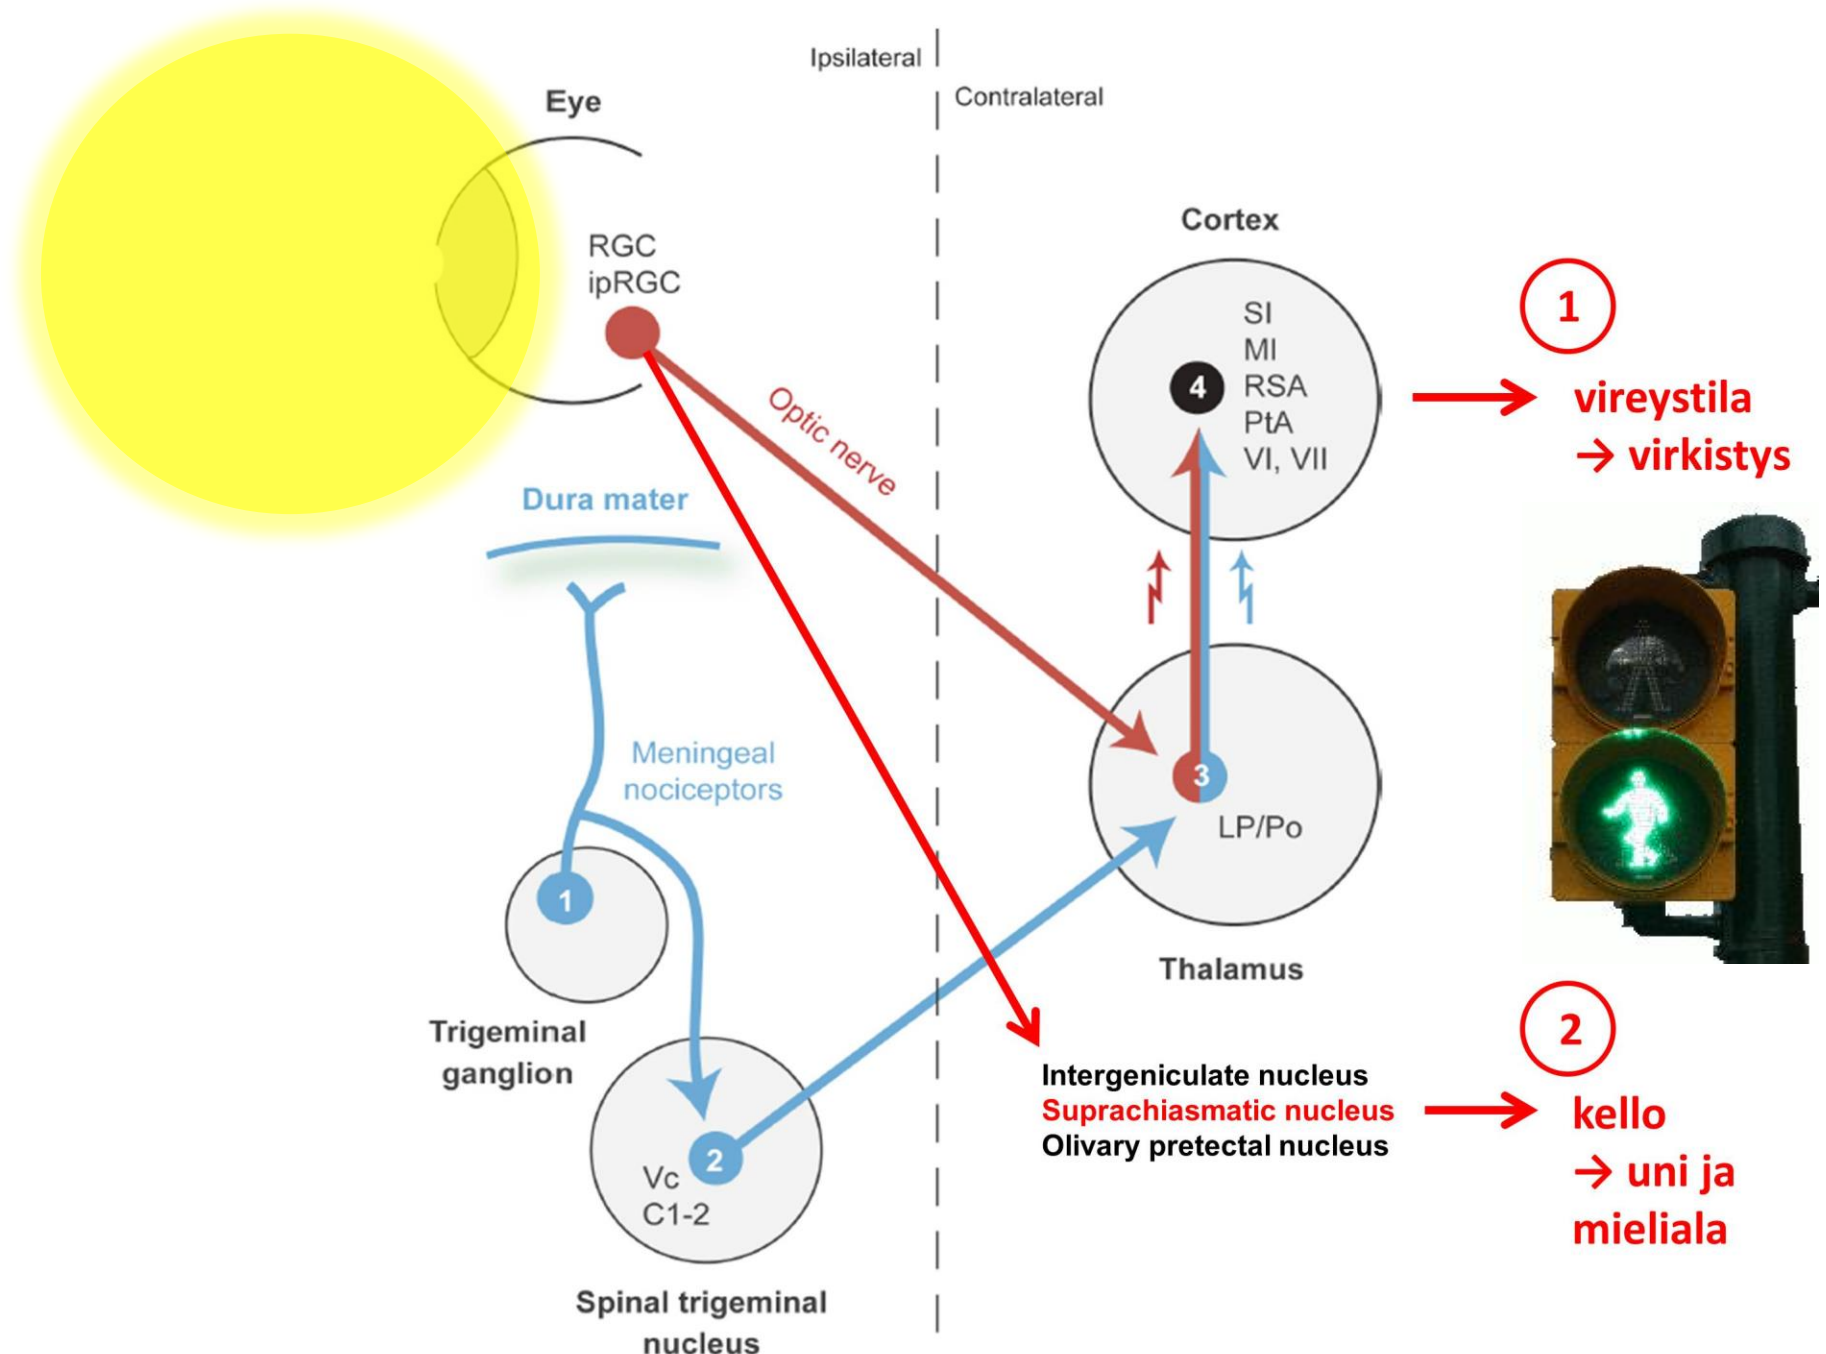 Ipsilateral
Contralateral
Eye
RGC
ipRGC
Optic nerve
Dura mater
Meningeal
nociceptors
1
Trigeminal
ganglion
2
Vc
C1-2
Spinal trigeminal
nucleus
Cortex
4
SI
MI
RSA
PtA
VI, VII
3
LP/Po
Thalamus
Intergeniculate nucleus
Suprachiasmatic nucleus
Olivary pretectal nucleus
1
vireystila
→ virkistys
2
kello
→ uni ja
mieliala